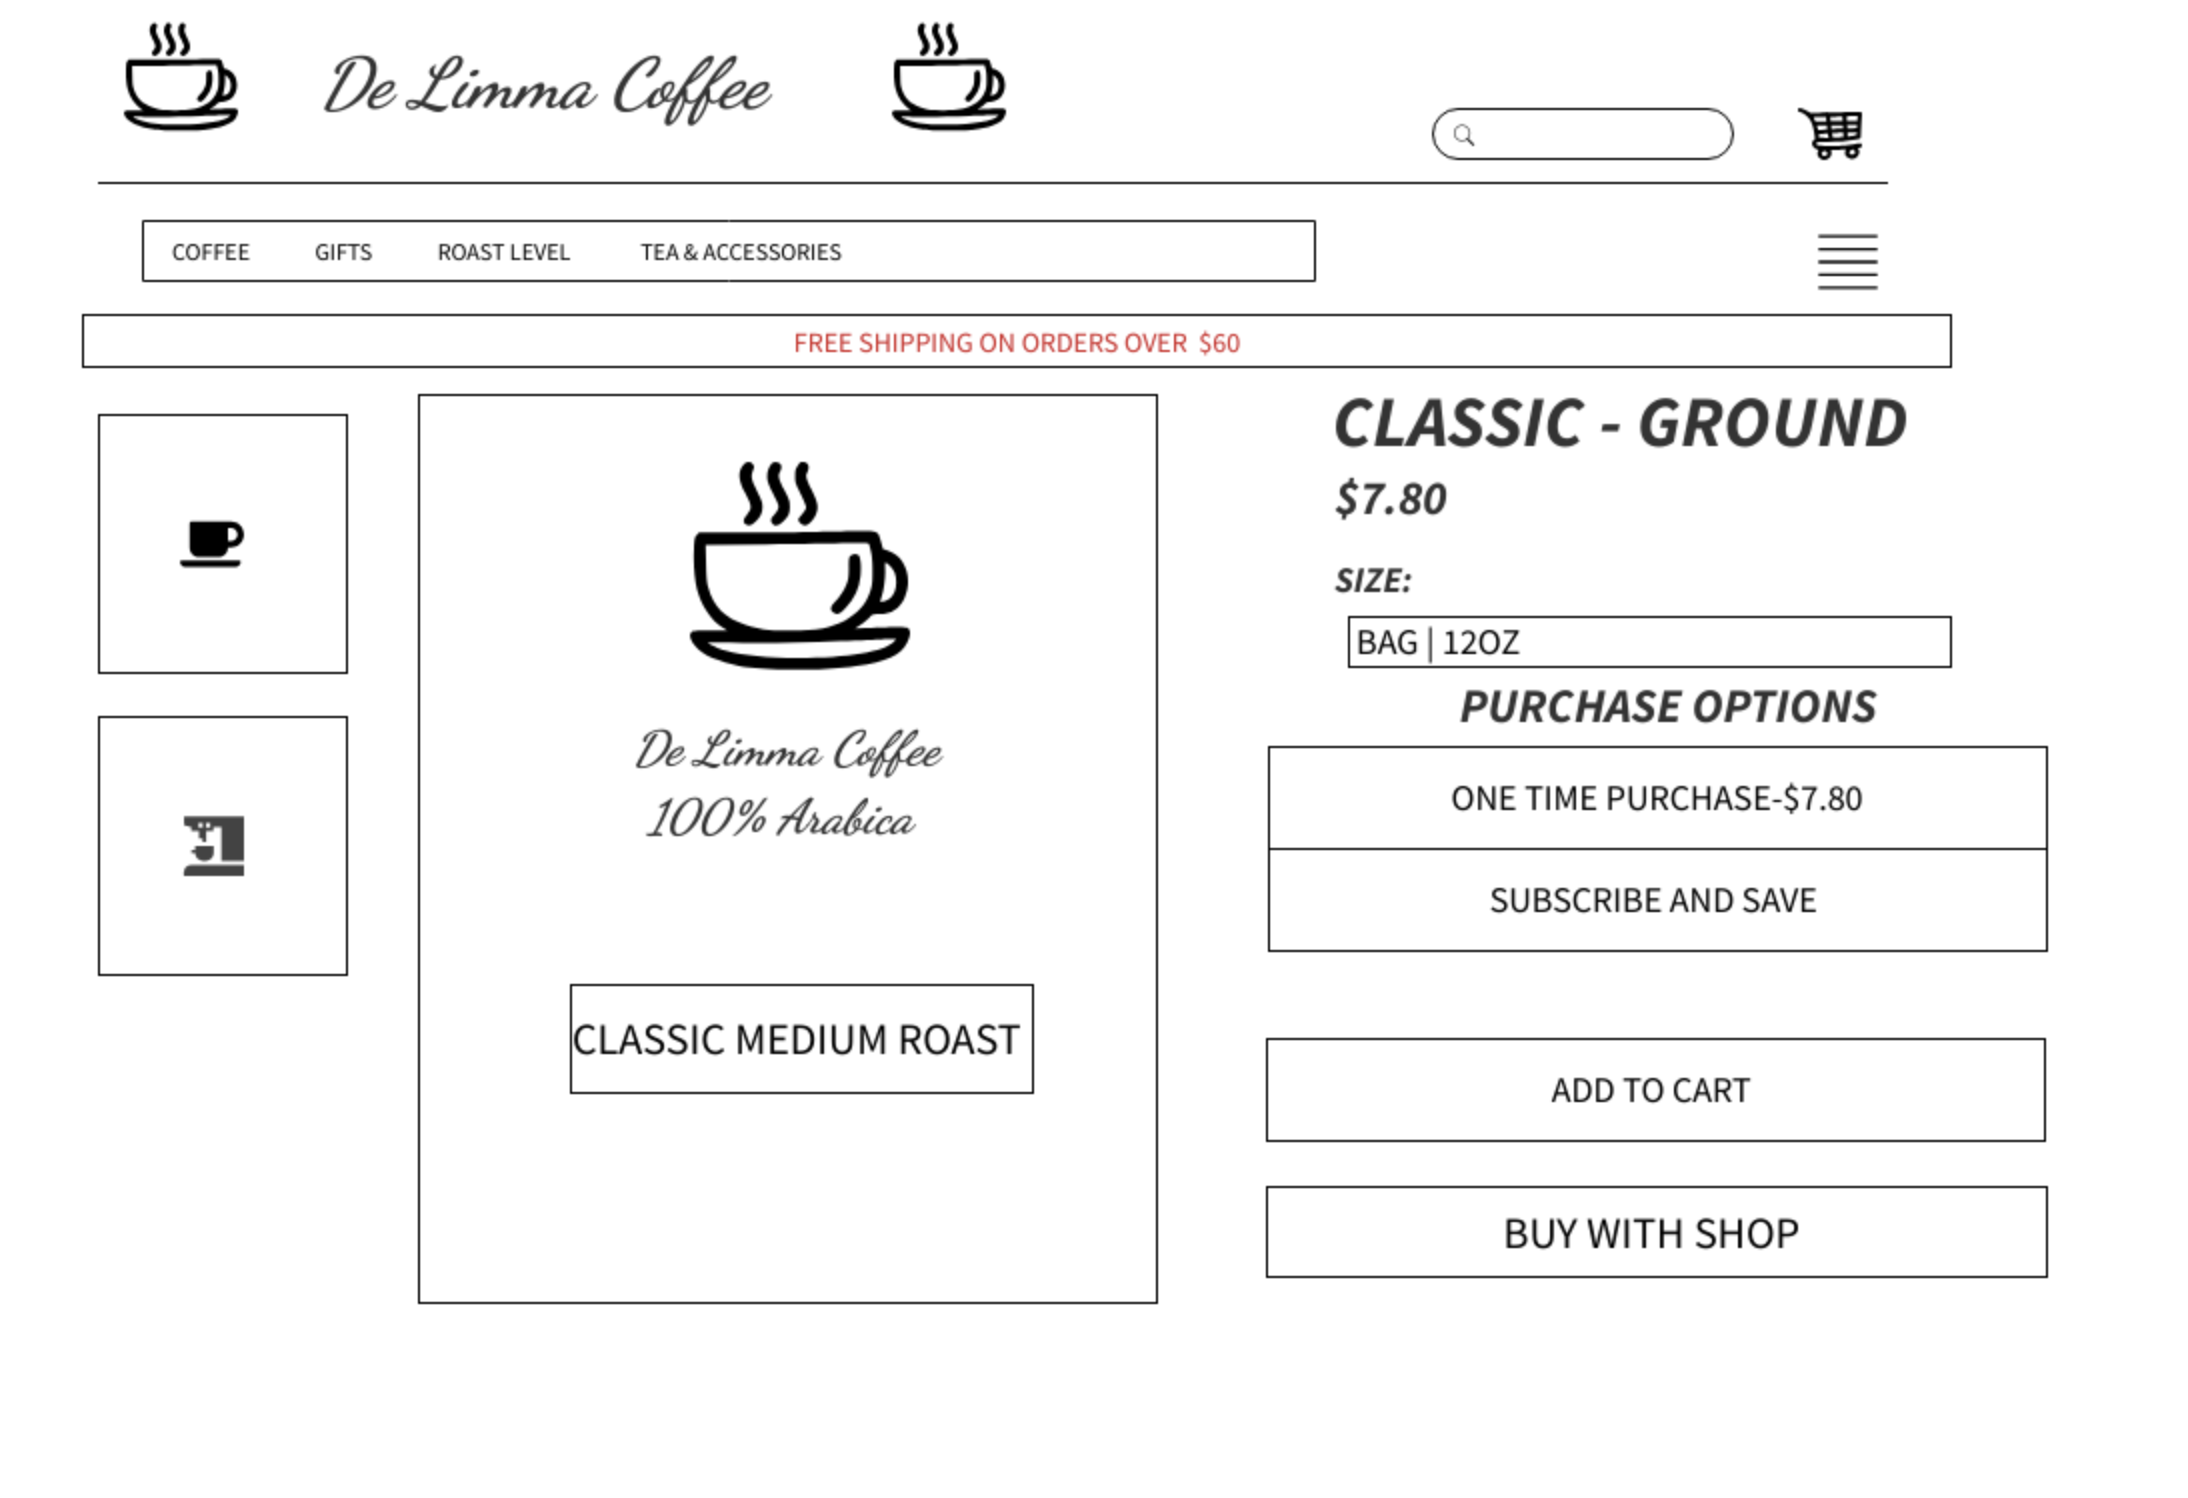 De Limma Coffee
COFFEE GIFTS ROAST LEVEL TEA & ACCESSORIES
FREE SHIPPING ON ORDERS OVER $60
De Limma Coffee
100% Arabica
CLASSIC MEDIUM ROAST
CLASSIC - GROUND
$7.80
SIZE:
BAG | 12OZ
PURCHASE OPTIONS
ONE TIME PURCHASE-$7.80
SUBSCRIBE AND SAVE
ADD TO CART
BUY WITH SHOP